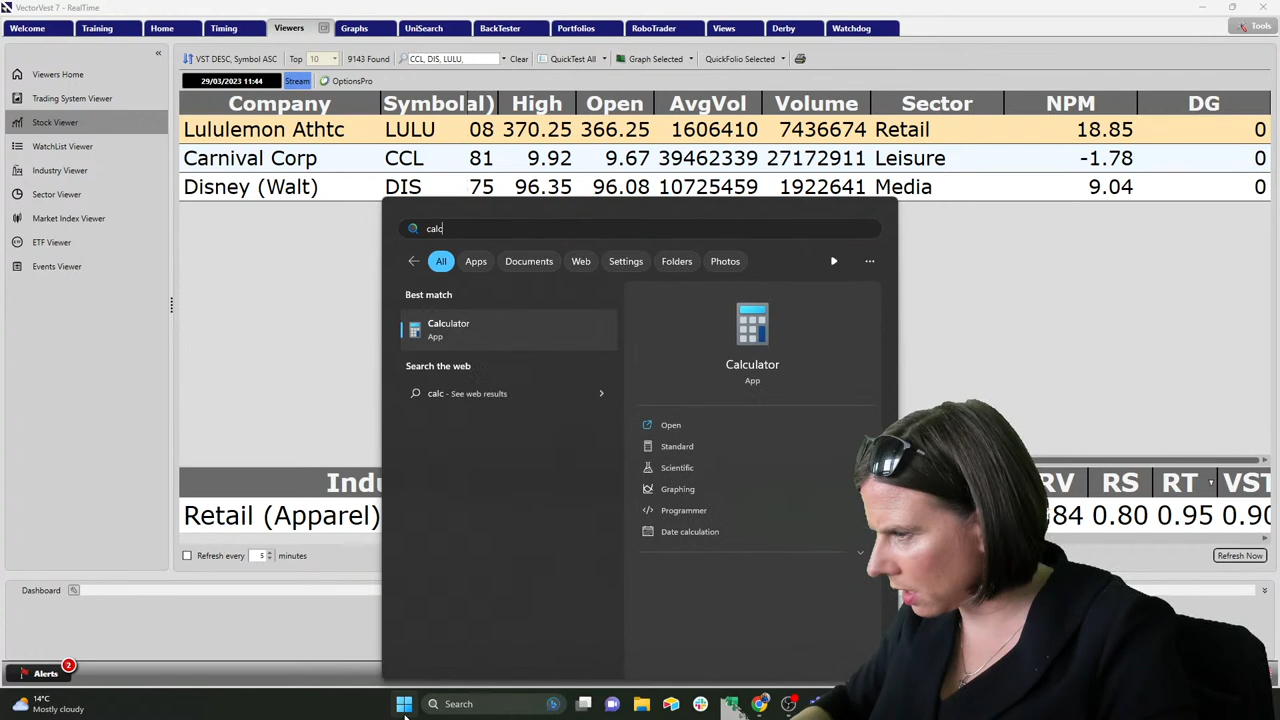 VectorVest 7 - RealTime
Welcome Training Home Timing Viewers Graphs UniSearch BackTester Portfolios RoboTrader Views Derby Watchdog Tools
VST DESC, Symbol ASC Top 10 9143 Found CCL, DIS, LULU, Clear QuickTest All Graph Selected QuickFolio Selected
29/03/2023 11:44 Stream OptionsPro
Viewers Home
Trading System Viewer
Stock Viewer
WatchList Viewer
Industry Viewer
Sector Viewer
Market Index Viewer
ETF Viewer
Events Viewer
Company Symbol al) High Open AvgVol Volume Sector NPM DG
Lululemon Athtc LULU 08 370.25 366.25 1606410 7436674 Retail 18.85 0
Carnival Corp CCL 81 9.92 9.67 39462339 27172911 Leisure -1.78 0
Disney (Walt) DIS 75 96.35 96.08 10725459 1922641 Media 9.04 0
calc
All Apps Documents Web Settings Folders Photos
Best match
Calculator
App
Search the web
calc - See web results
Calculator
App
Open
Standard
Scientific
Graphing
Programmer
Date calculation
RV RS RT VST
Retail (Apparel) 84 0.80 0.95 0.90
Refresh every 5 minutes Refresh Now
Dashboard
Alerts 2
14°C
Mostly cloudy
Search